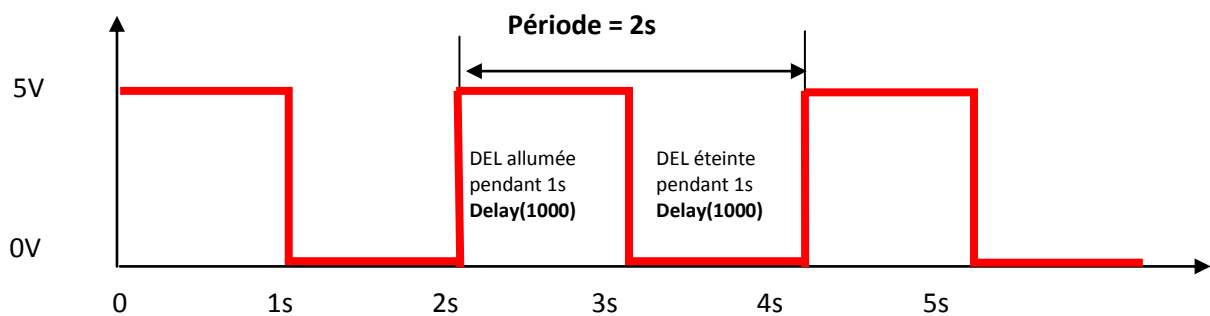 Période = 2s
5V
DEL allumée
pendant 1s
Delay(1000)
DEL éteinte
pendant 1s
Delay(1000)
0V
0 1s 2s 3s 4s 5s